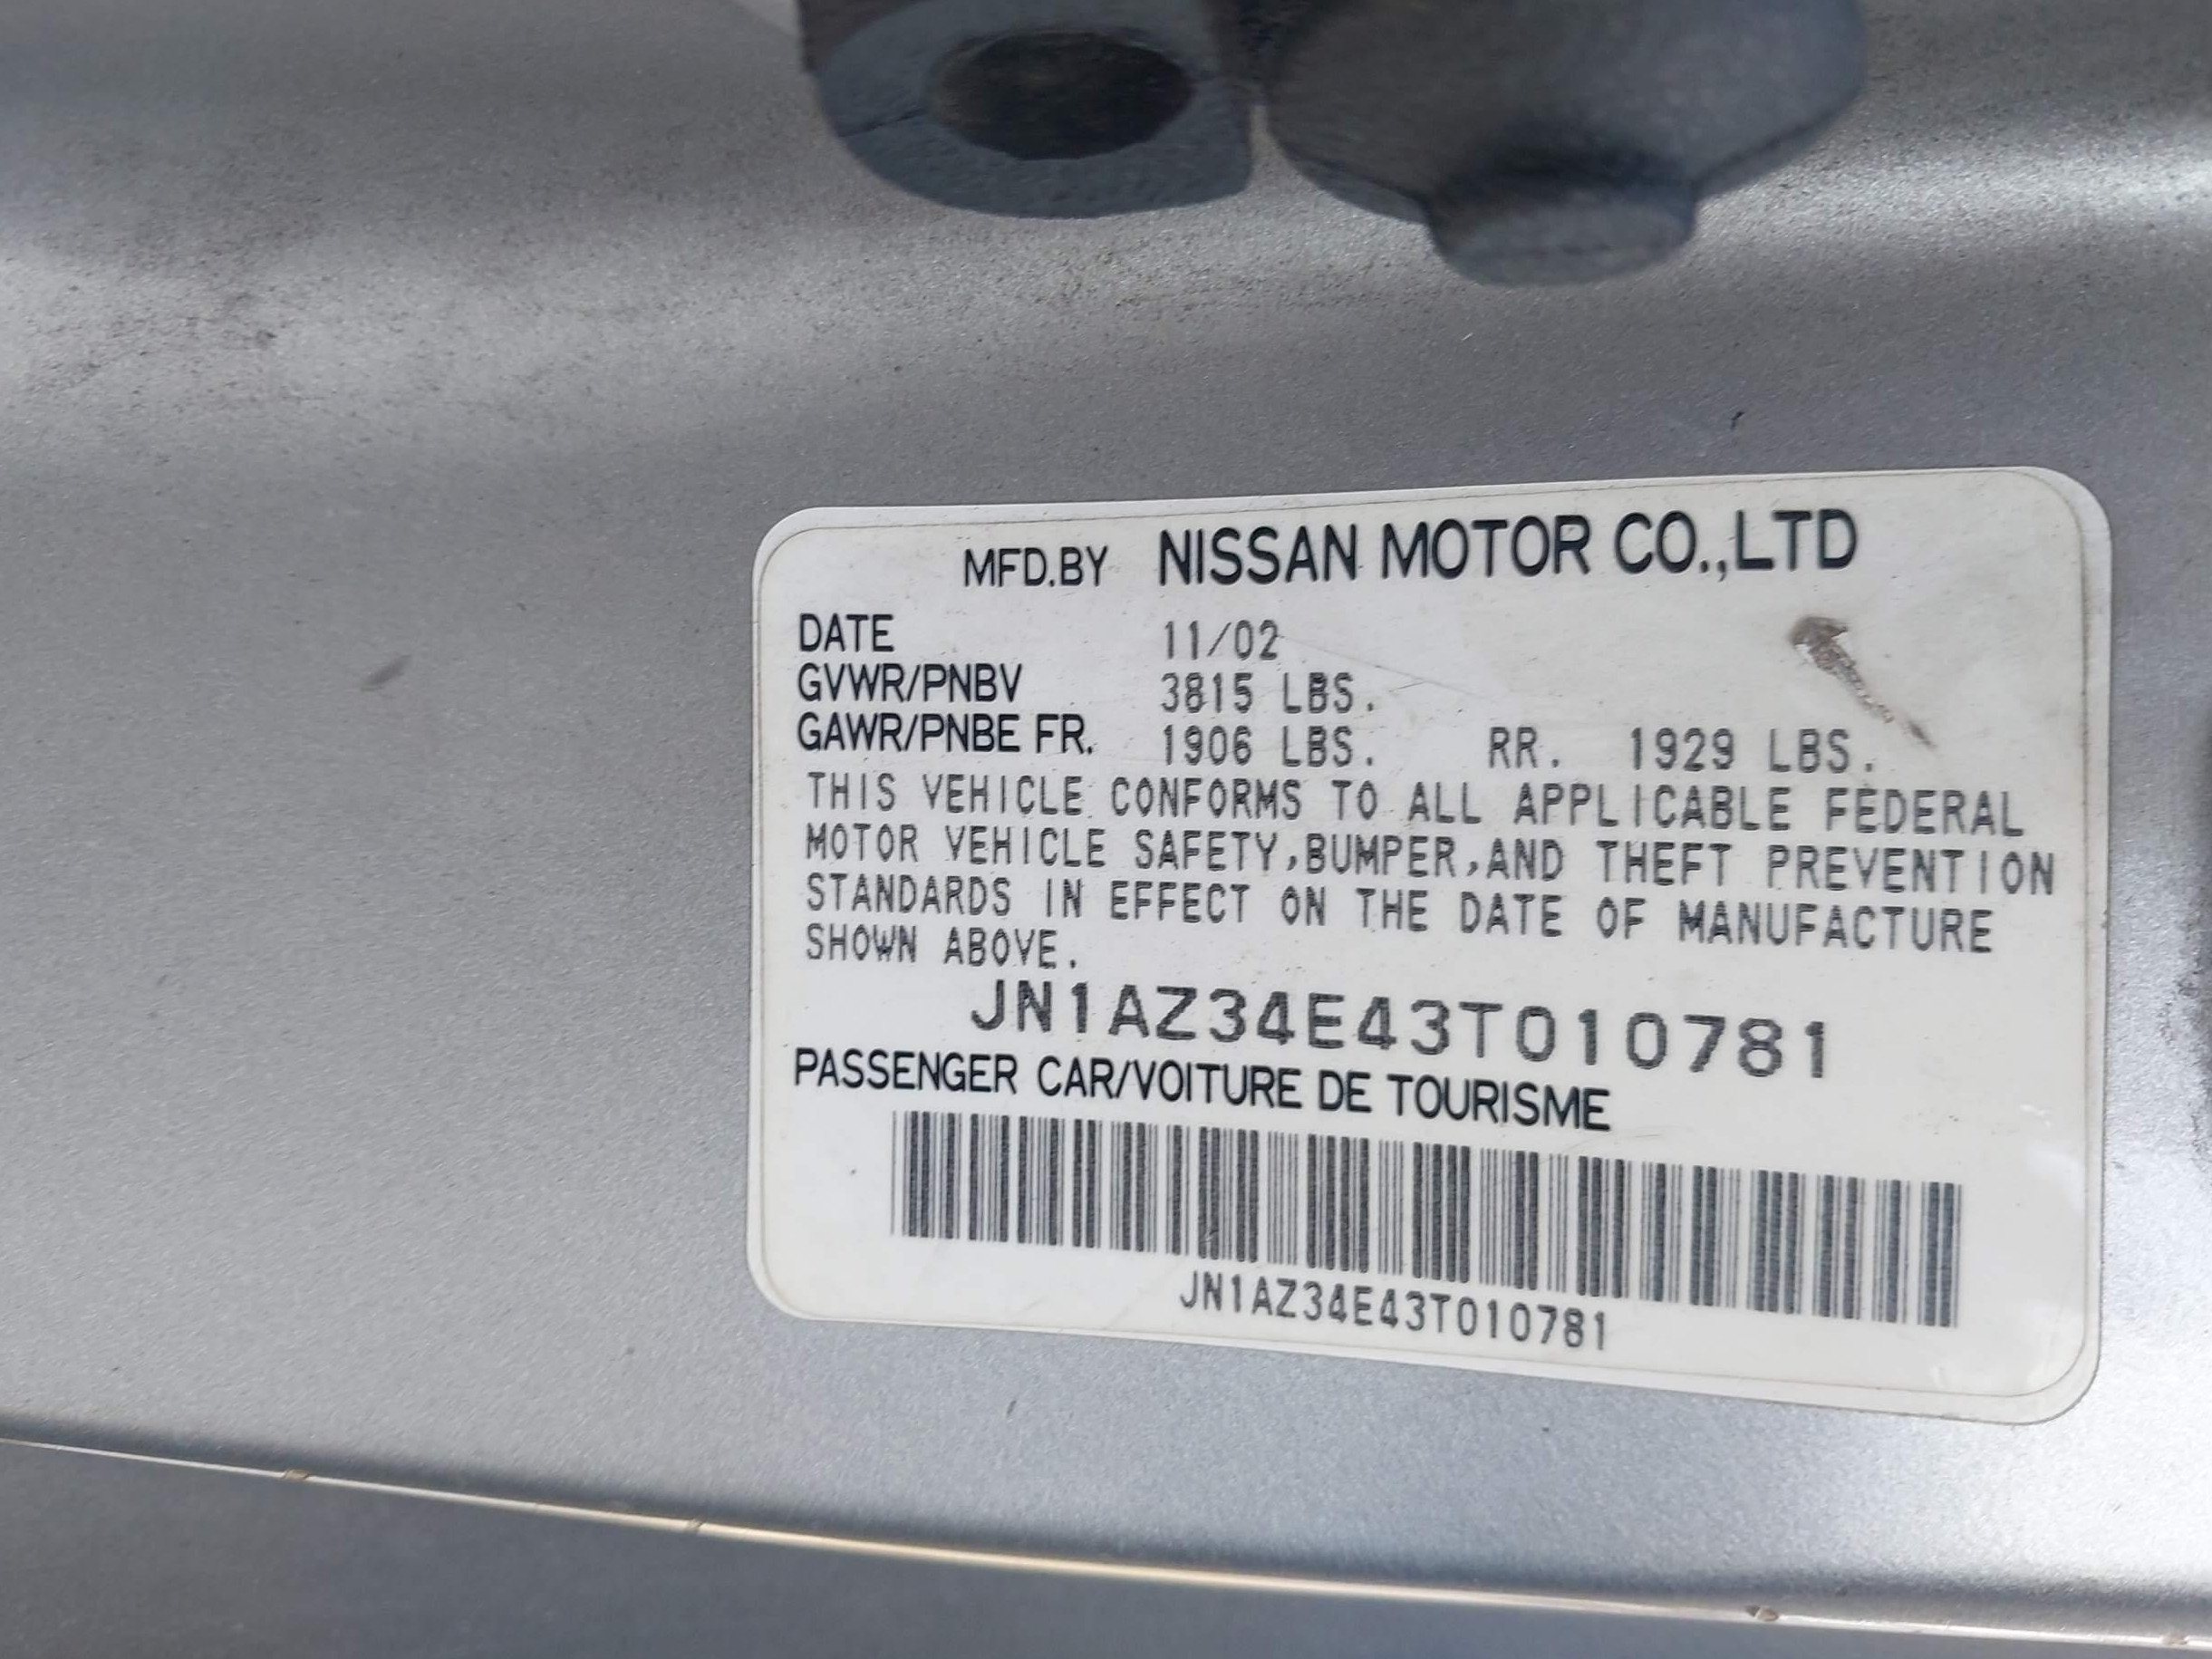 MFD.BY NISSAN MOTOR CO.,LTD
DATE 11/02
GVWR/PNBV 3815 LBS.
GAWR/PNBE FR. 1906 LBS. RR. 1929 LBS.
THIS VEHICLE CONFORMS TO ALL APPLICABLE FEDERAL
MOTOR VEHICLE SAFETY,BUMPER,AND THEFT PREVENTION
STANDARDS IN EFFECT ON THE DATE OF MANUFACTURE
SHOWN ABOVE.
JN1AZ34E43T010781
PASSENGER CAR/VOITURE DE TOURISME
JN1AZ34E43T010781